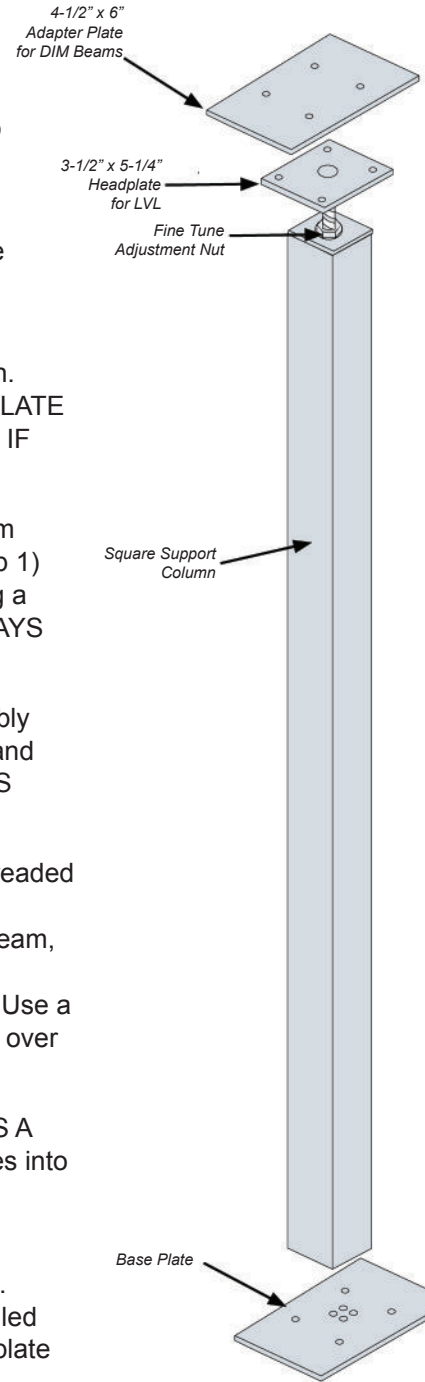 4-1/2” x 6”
Adapter Plate
for DIM Beams
3-1/2” x 5-1/4”
Headplate
for LVL
Fine Tune
Adjustment Nut
Square Support
Column
Base Plate
n.
LATE
IF
m
o 1)
g a
AYS
bly
and
S
readed
eam,
Use a
over
S A
es into
.
led
plate